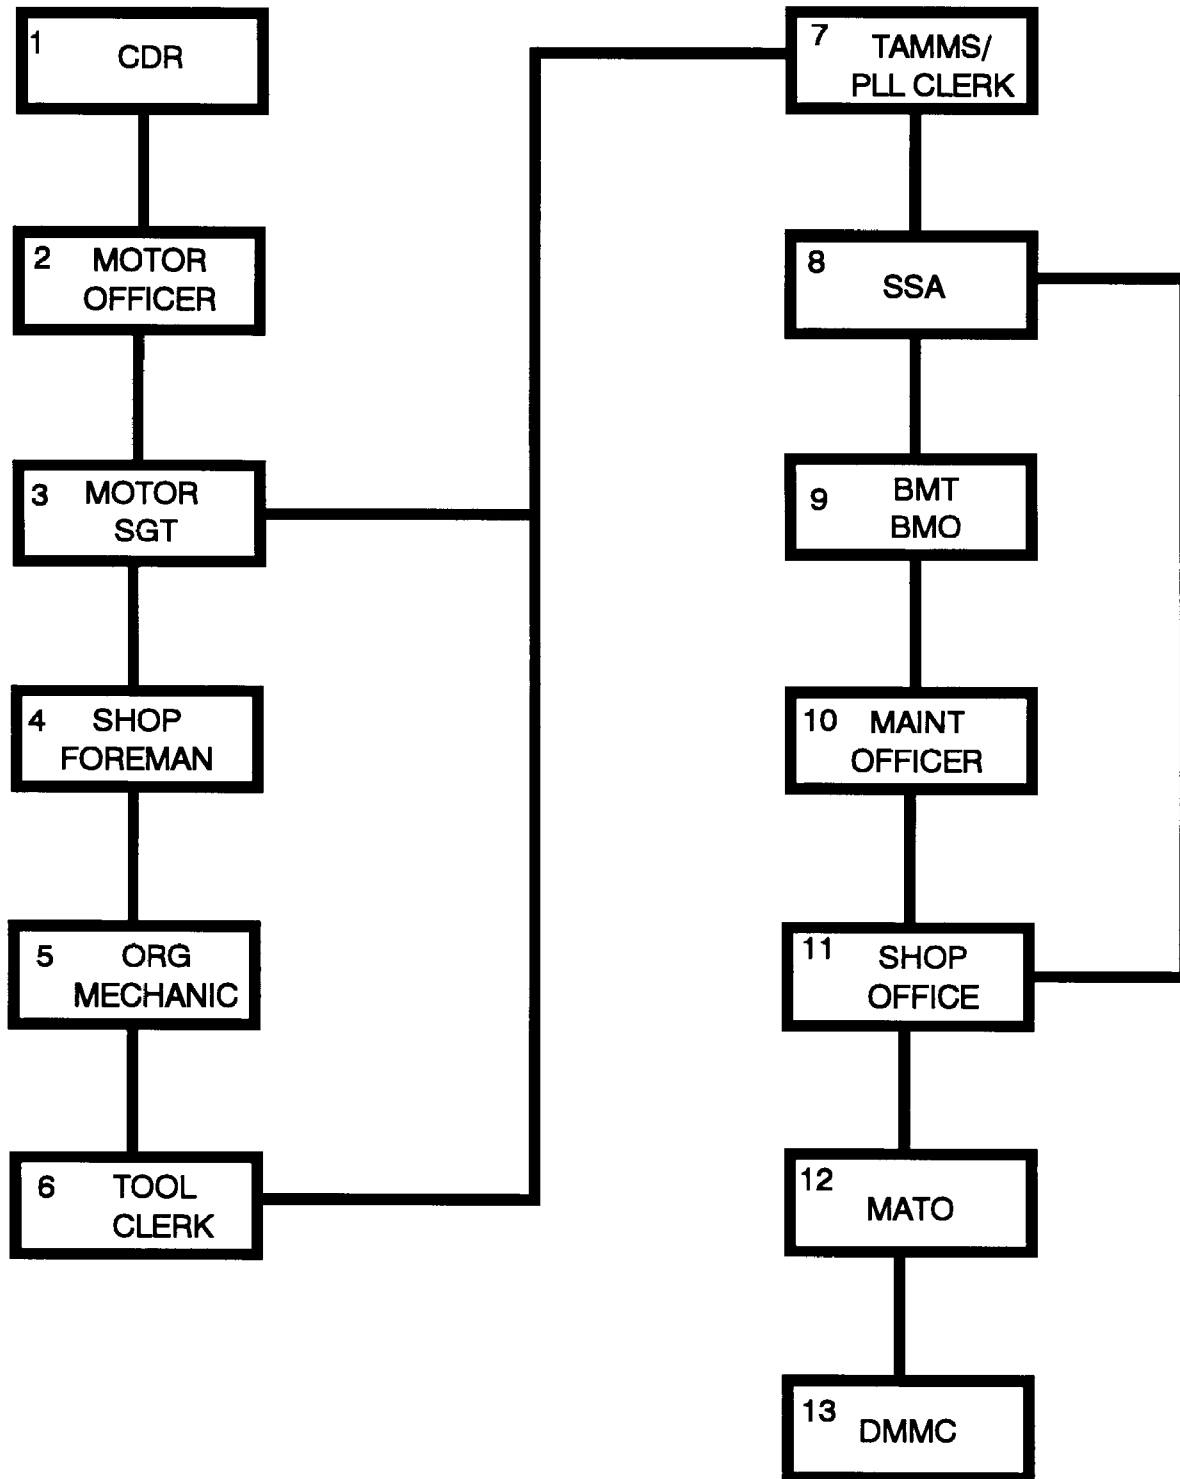 1 CDR
2 MOTOR
OFFICER
3 MOTOR
SGT
4 SHOP
FOREMAN
5 ORG
MECHANIC
6 TOOL
CLERK
7 TAMMS/
PLL CLERK
8 SSA
9 BMT
BMO
10 MAINT
OFFICER
11 SHOP
OFFICE
12 MATO
13 DMMC